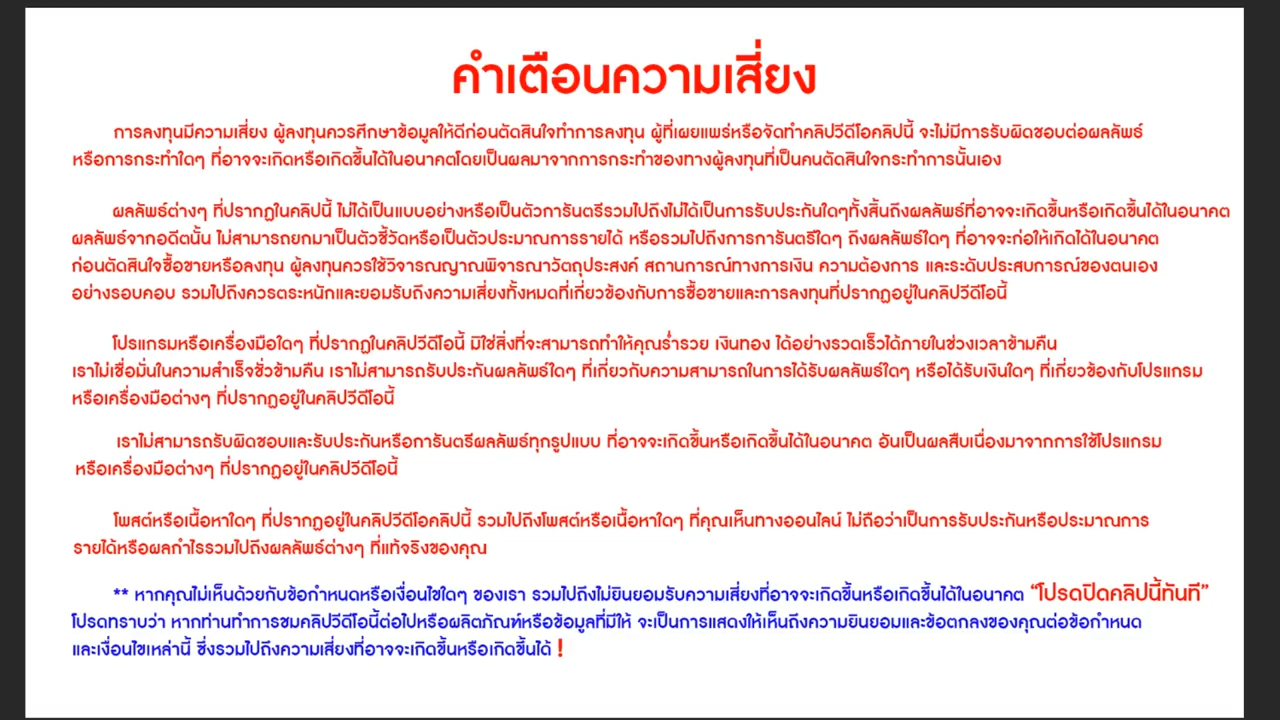 คำเตือนความเสี่ยง
การลงทุนมีความเสี่ยง ผู้ลงทุนควรศึกษาข้อมูลให้ดีก่อนตัดสินใจทำการลงทุน ผู้ที่เผยแพร่หรือจัดทำคลิปวีดีโอคลิปนี้ จะไม่มีการรับผิดชอบต่อผลลัพธ์
หรือการกระทำใดๆ ที่อาจจะเกิดหรือเกิดขึ้นได้ในอนาคตโดยเป็นผลมาจากการกระทำของทางผู้ลงทุนที่เป็นคนตัดสินใจกระทำการนั้นเอง
ผลลัพธ์ต่างๆ ที่ปรากฏในคลิปนี้ ไม่ได้เป็นแบบอย่างหรือเป็นตัวการันตรีรวมไปถึงไม่ได้เป็นการรับประกันใดๆทั้งสิ้นถึงผลลัพธ์ที่อาจจะเกิดขึ้นหรือเกิดขึ้นได้ในอนาคต
ผลลัพธ์จากอดีตนั้น ไม่สามารถยกมาเป็นตัวชี้วัดหรือเป็นตัวประมาณการรายได้ หรือรวมไปถึงการการันตรีใดๆ ถึงผลลัพธ์ใดๆ ที่อาจจะก่อให้เกิดได้ในอนาคต
ก่อนตัดสินใจซื้อขายหรือลงทุน ผู้ลงทุนควรใช้วิจารณญาณพิจารณาวัตถุประสงค์ สถานการณ์ทางการเงิน ความต้องการ และระดับประสบการณ์ของตนเอง
อย่างรอบคอบ รวมไปถึงควรตระหนักและยอมรับถึงความเสี่ยงทั้งหมดที่เกี่ยวข้องกับการซื้อขายและการลงทุนที่ปรากฏอยู่ในคลิปวีดีโอนี้
โปรแกรมหรือเครื่องมือใดๆ ที่ปรากฏในคลิปวีดีโอนี้ มิใช่สิ่งที่จะสามารถทำให้คุณร่ำรวย เงินทอง ได้อย่างรวดเร็วได้ภายในช่วงเวลาข้ามคืน
เราไม่เชื่อมั่นในความสำเร็จชั่วข้ามคืน เราไม่สามารถรับประกันผลลัพธ์ใดๆ ที่เกี่ยวกับความสามารถในการได้รับผลลัพธ์ใดๆ หรือได้รับเงินใดๆ ที่เกี่ยวข้องกับโปรแกรม
หรือเครื่องมือต่างๆ ที่ปรากฏอยู่ในคลิปวีดีโอนี้
เราไม่สามารถรับผิดชอบและรับประกันหรือการันตรีผลลัพธ์ทุกรูปแบบ ที่อาจจะเกิดขึ้นหรือเกิดขึ้นได้ในอนาคต อันเป็นผลสืบเนื่องมาจากการใช้โปรแกรม
หรือเครื่องมือต่างๆ ที่ปรากฏอยู่ในคลิปวีดีโอนี้
โพสต์หรือเนื้อหาใดๆ ที่ปรากฏอยู่ในคลิปวีดีโอคลิปนี้ รวมไปถึงโพสต์หรือเนื้อหาใดๆ ที่คุณเห็นทางออนไลน์ ไม่ถือว่าเป็นการรับประกันหรือประมาณการ
รายได้หรือผลกำไรรวมไปถึงผลลัพธ์ต่างๆ ที่แท้จริงของคุณ
** หากคุณไม่เห็นด้วยกับข้อกำหนดหรือเงื่อนไขใดๆ ของเรา รวมไปถึงไม่ยินยอมรับความเสี่ยงที่อาจจะเกิดขึ้นหรือเกิดขึ้นได้ในอนาคต “โปรดปิดคลิปนี้ทันที”
โปรดทราบว่า หากท่านทำการชมคลิปวีดีโอนี้ต่อไปหรือผลิตภัณฑ์หรือข้อมูลที่มีให้ จะเป็นการแสดงให้เห็นถึงความยินยอมและข้อตกลงของคุณต่อข้อกำหนด
และเงื่อนไขเหล่านี้ ซึ่งรวมไปถึงความเสี่ยงที่อาจจะเกิดขึ้นหรือเกิดขึ้นได้ !